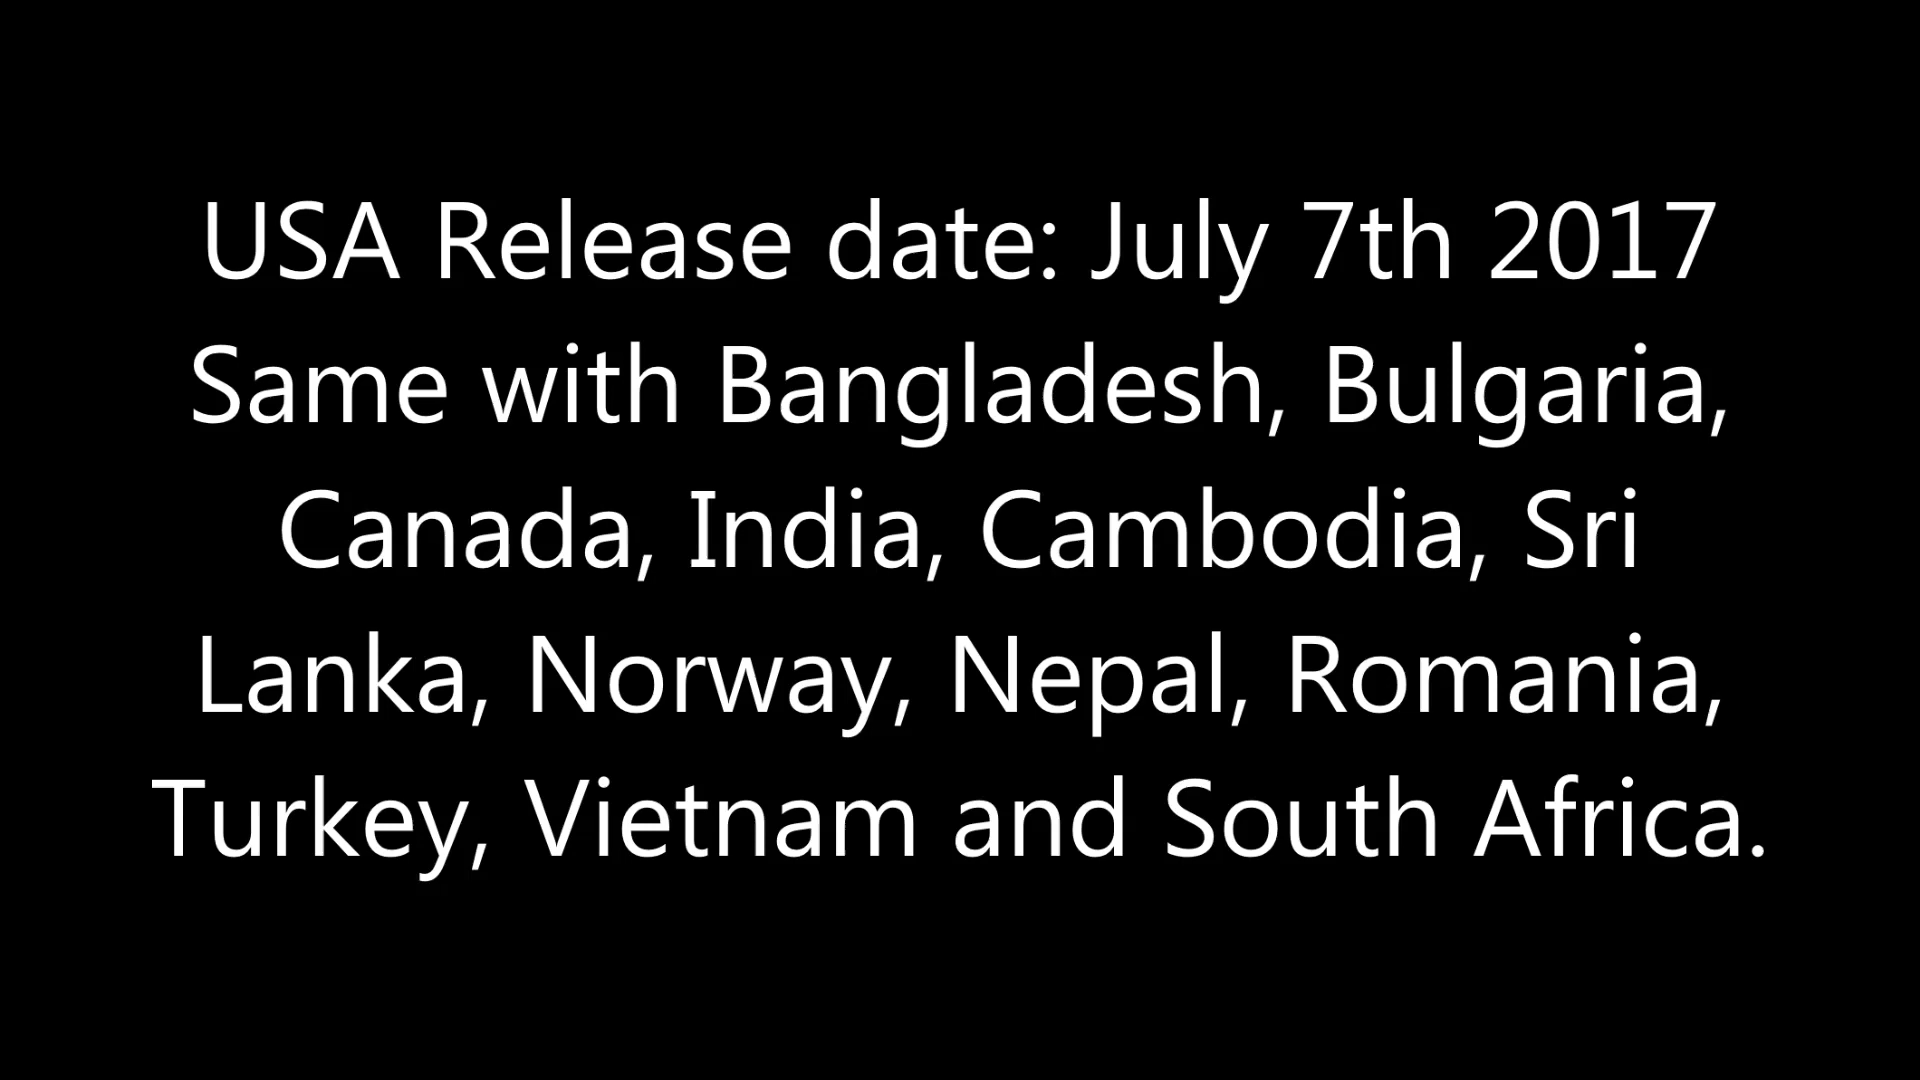 USA Release date: July 7th 2017
Same with Bangladesh, Bulgaria,
Canada, India, Cambodia, Sri
Lanka, Norway, Nepal, Romania,
Turkey, Vietnam and South Africa.